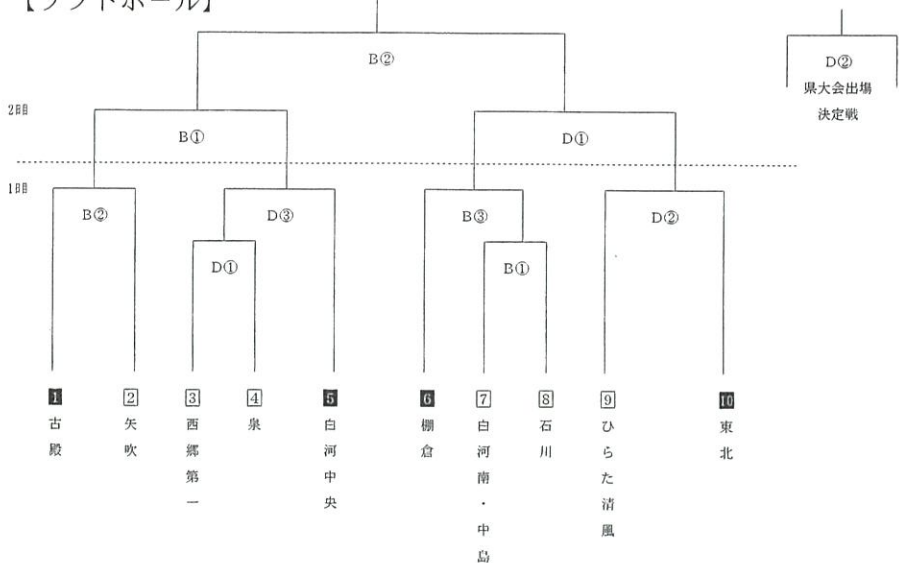 【ソフトボール】
B②
D②
県大会出場
決定戦
2日目
B①
D①
1日目
B②
D③
B③
D②
D①
B①
1 古殿
2 矢吹
3 西郷第一
4 泉
5 白河中央
6 棚倉
7 白河南・中島
8 石川
9 ひらた清風
10 東北